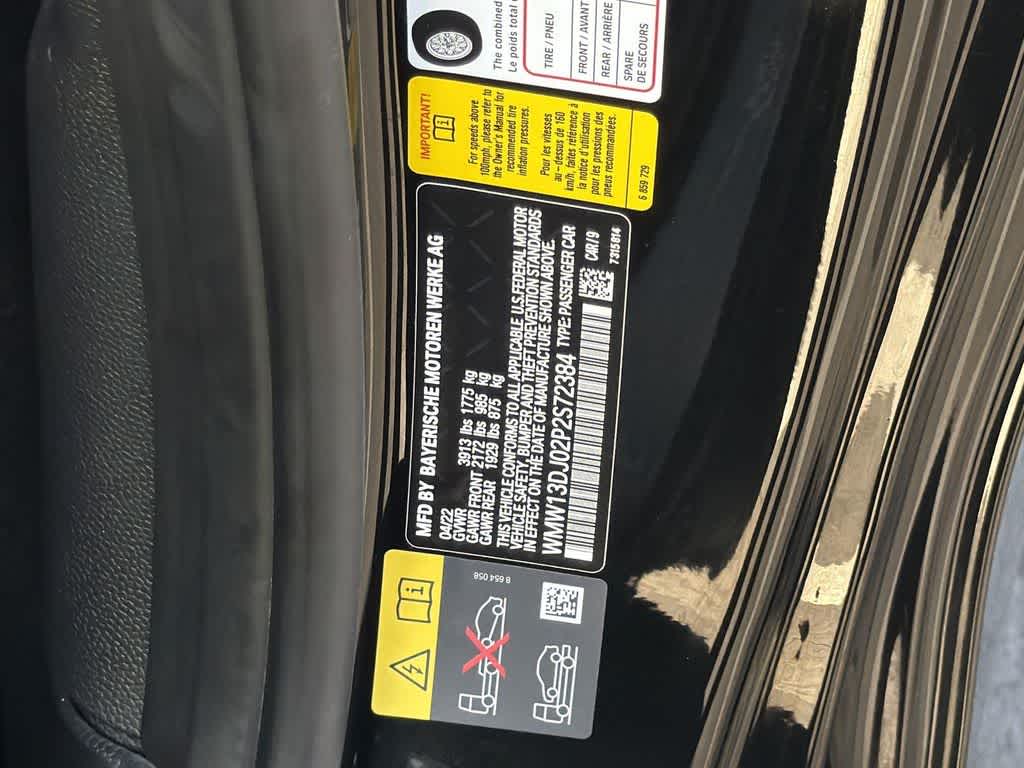 MFD BY BAYERISCHE MOTOREN WERKE AG
04/22
GVWR 3913 lbs 1775 kg
GAWR FRONT 2172 lbs 985 kg
GAWR REAR 1929 lbs 875 kg
THIS VEHICLE CONFORMS TO ALL APPLICABLE U.S. FEDERAL MOTOR
VEHICLE SAFETY, BUMPER AND THEFT PREVENTION STANDARDS
IN EFFECT ON THE DATE OF MANUFACTURE SHOWN ABOVE.
WMW13DJ02P2S72384 TYPE: PASSENGER CAR
C/R/9
7315 814
IMPORTANT!
i
For speeds above
100mph, please refer to
the Owner's Manual for
recommended tire
inflation pressures.
Pour les vitesses
au – dessus de 160
km/h, faites référence à
la notice d'utilisation
pour les pressions des
pneus recommandées.
6 859 729
The combined
Le poids total
TIRE / PNEU
FRONT / AVANT
REAR / ARRIÈRE
SPARE
DE SECOURS
i
8 654 058